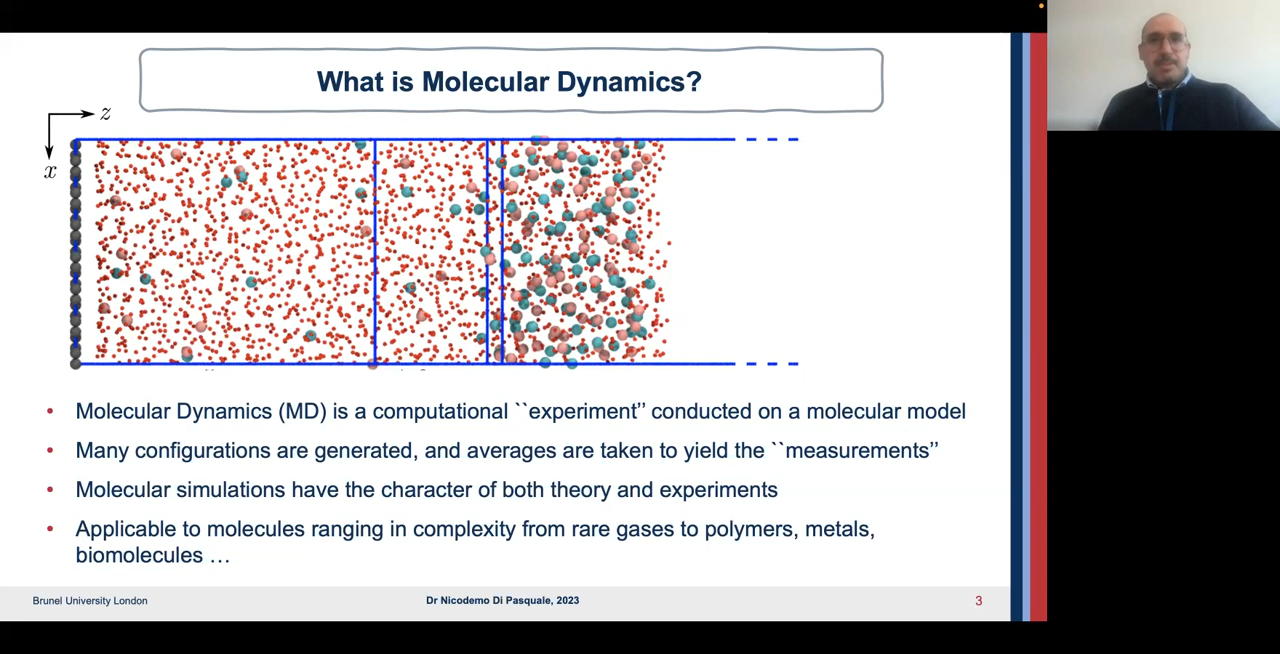 What is Molecular Dynamics?
z
x
• Molecular Dynamics (MD) is a computational ``experiment'' conducted on a molecular model
• Many configurations are generated, and averages are taken to yield the ``measurements''
• Molecular simulations have the character of both theory and experiments
• Applicable to molecules ranging in complexity from rare gases to polymers, metals,
biomolecules …
Brunel University London
Dr Nicodemo Di Pasquale, 2023
3